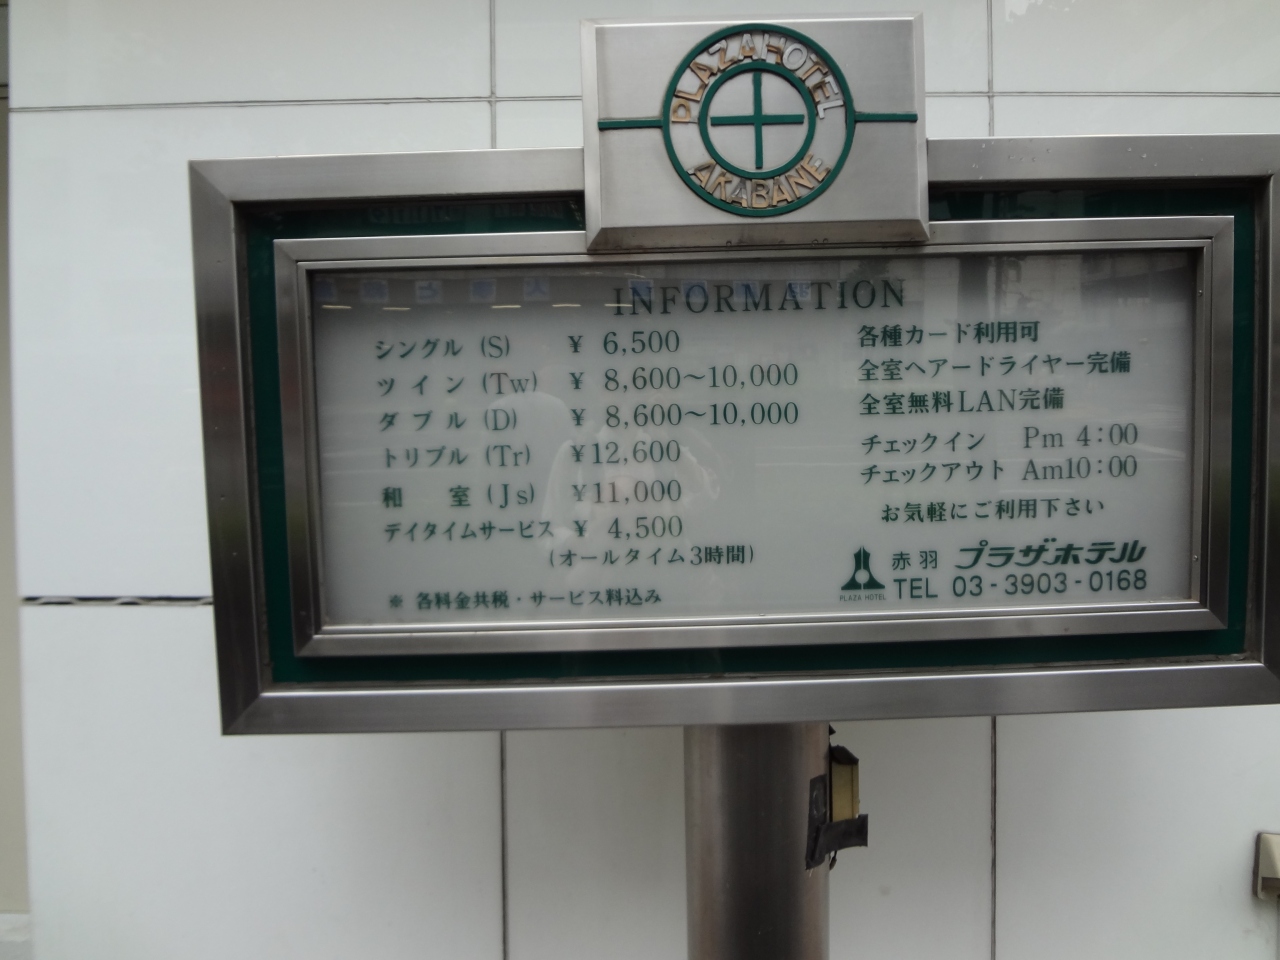 PLAZA HOTEL
AKABANE
INFORMATION
シングル (S) ¥ 6,500
ツイン (Tw) ¥ 8,600〜10,000
ダブル (D) ¥ 8,600〜10,000
トリプル (Tr) ¥12,600
和室 (Js) ¥11,000
デイタイムサービス ¥ 4,500
(オールタイム3時間)
※ 各料金共税・サービス料込み
各種カード利用可
全室ヘアードライヤー完備
全室無料LAN完備
チェックイン Pm 4:00
チェックアウト Am10:00
お気軽にご利用下さい
赤羽 プラザホテル
PLAZA HOTEL
TEL 03-3903-0168